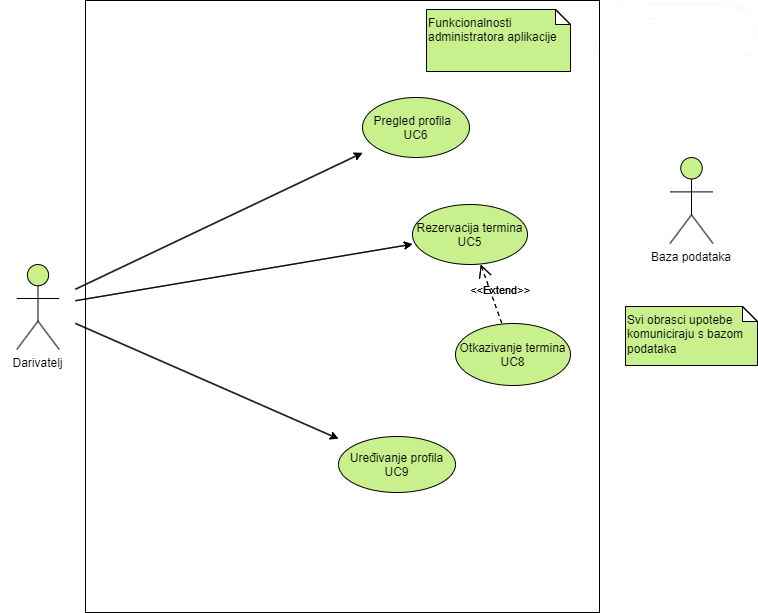 Funkcionalnosti
administratora aplikacije
Pregled profila
UC6
Rezervacija termina
UC5
<<Extend>>
Otkazivanje termina
UC8
Uređivanje profila
UC9
Darivatelj
Baza podataka
Svi obrasci upotebe
komuniciraju s bazom
podataka